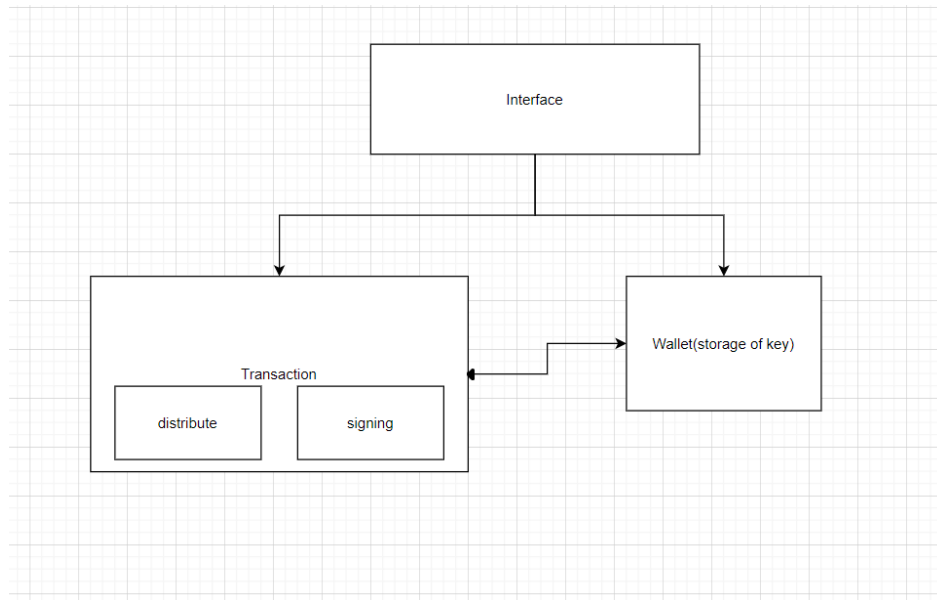 Interface
Transaction
distribute
signing
Wallet(storage of key)